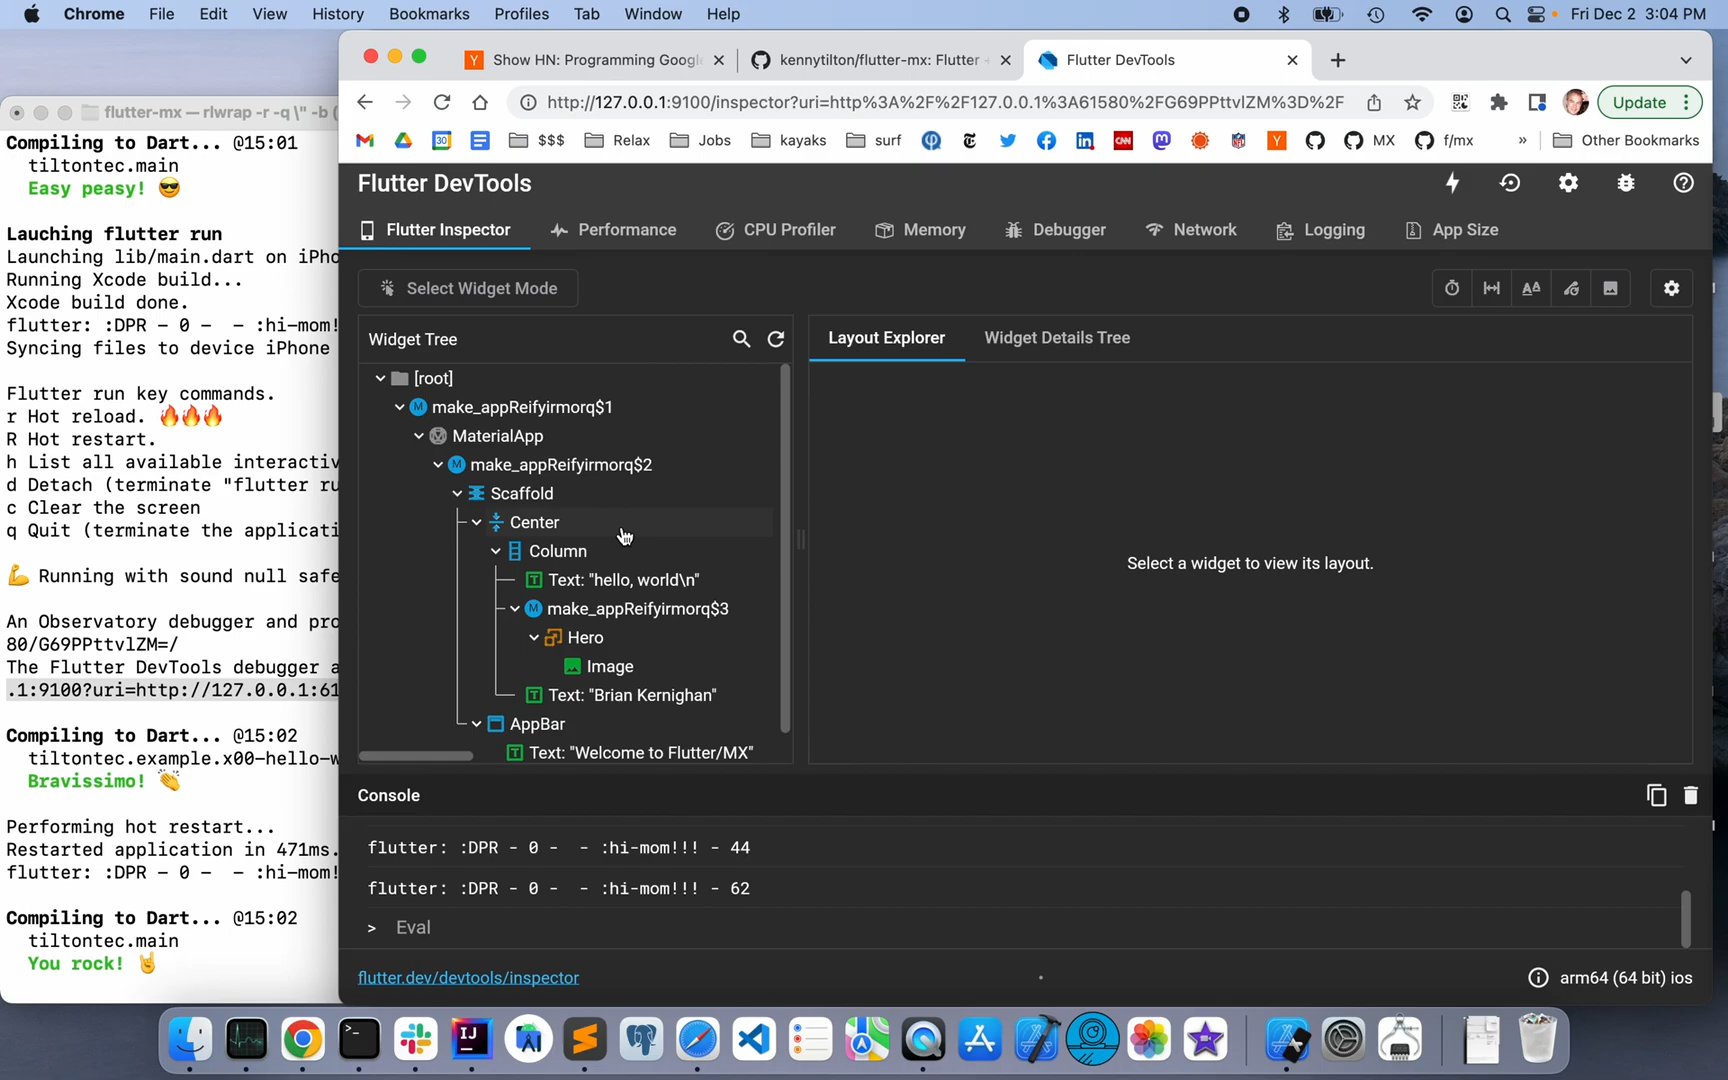 Chrome File Edit View History Bookmarks Profiles Tab Window Help Fri Dec 2 3:04 PM
Show HN: Programming Googl
kennytilton/flutter-mx: Flutter
Flutter DevTools
flutter-mx — rlwrap -r -q \" -b (
http://127.0.0.1:9100/inspector?uri=http%3A%2F%2F127.0.0.1%3A61580%2FG69PPttvlZM%3D%2F
Update
30 $$$ Relax Jobs kayaks surf CNN MX f/mx » Other Bookmarks
Compiling to Dart... @15:01
tiltontec.main
Easy peasy! 😎
Lauching flutter run
Launching lib/main.dart on iPho
Running Xcode build...
Xcode build done.
flutter: :DPR - 0 -  - :hi-mom!
Syncing files to device iPhone
Flutter run key commands.
r Hot reload. 🔥🔥🔥
R Hot restart.
h List all available interactiv
d Detach (terminate "flutter ru
c Clear the screen
q Quit (terminate the applicati
💪 Running with sound null safe
An Observatory debugger and pro
80/G69PPttvlZM=/
The Flutter DevTools debugger a
.1:9100?uri=http://127.0.0.1:61
Compiling to Dart... @15:02
tiltontec.example.x00-hello-w
Bravissimo! 👏
Performing hot restart...
Restarted application in 471ms.
flutter: :DPR - 0 -  - :hi-mom!
Compiling to Dart... @15:02
tiltontec.main
You rock! 🤘
Flutter DevTools
Flutter Inspector Performance CPU Profiler Memory Debugger Network Logging App Size
Select Widget Mode
Widget Tree
[root]
make_appReifyirmorq$1
MaterialApp
make_appReifyirmorq$2
Scaffold
Center
Column
Text: "hello, world\n"
make_appReifyirmorq$3
Hero
Image
Text: "Brian Kernighan"
AppBar
Text: "Welcome to Flutter/MX"
Layout Explorer Widget Details Tree
Select a widget to view its layout.
Console
flutter: :DPR - 0 -  - :hi-mom!!! - 44
flutter: :DPR - 0 -  - :hi-mom!!! - 62
> Eval
flutter.dev/devtools/inspector
arm64 (64 bit) ios